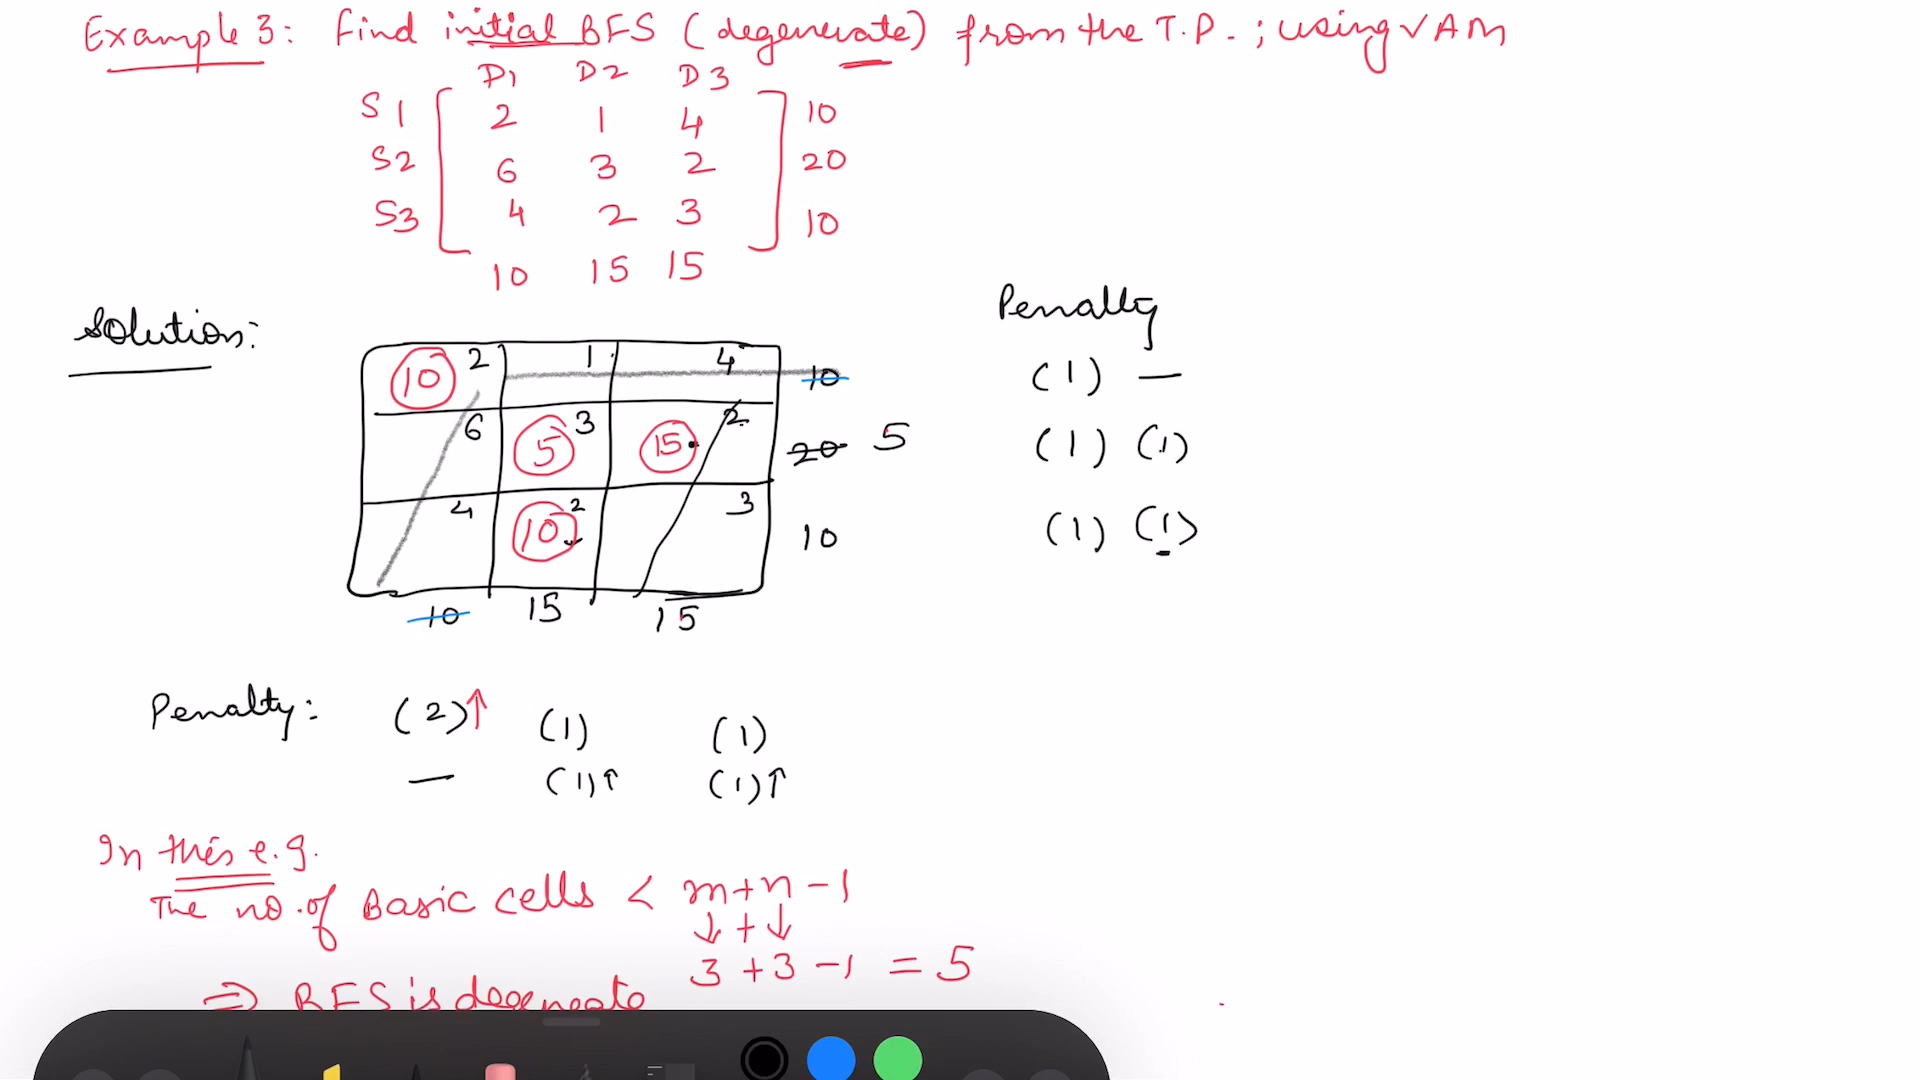 Example 3: Find initial BFS (degenerate) from the T.P. ; using VAM
D1 D2 D3
S1 2 1 4 10
S2 6 3 2 20
S3 4 2 3 10
10 15 15
Solution:
Penalty
10 2 1 4 10 (1) —
6 5 3 15 2 20 5 (1) (1)
4 10 2 3 10 (1) (1)
10 15 15
Penalty: (2)↑ (1) (1)
— (1)↑ (1)↑
In this e.g.
The no. of Basic cells < m+n-1
↓ + ↓
3 + 3 - 1 = 5
⇒ BFS is degeneate